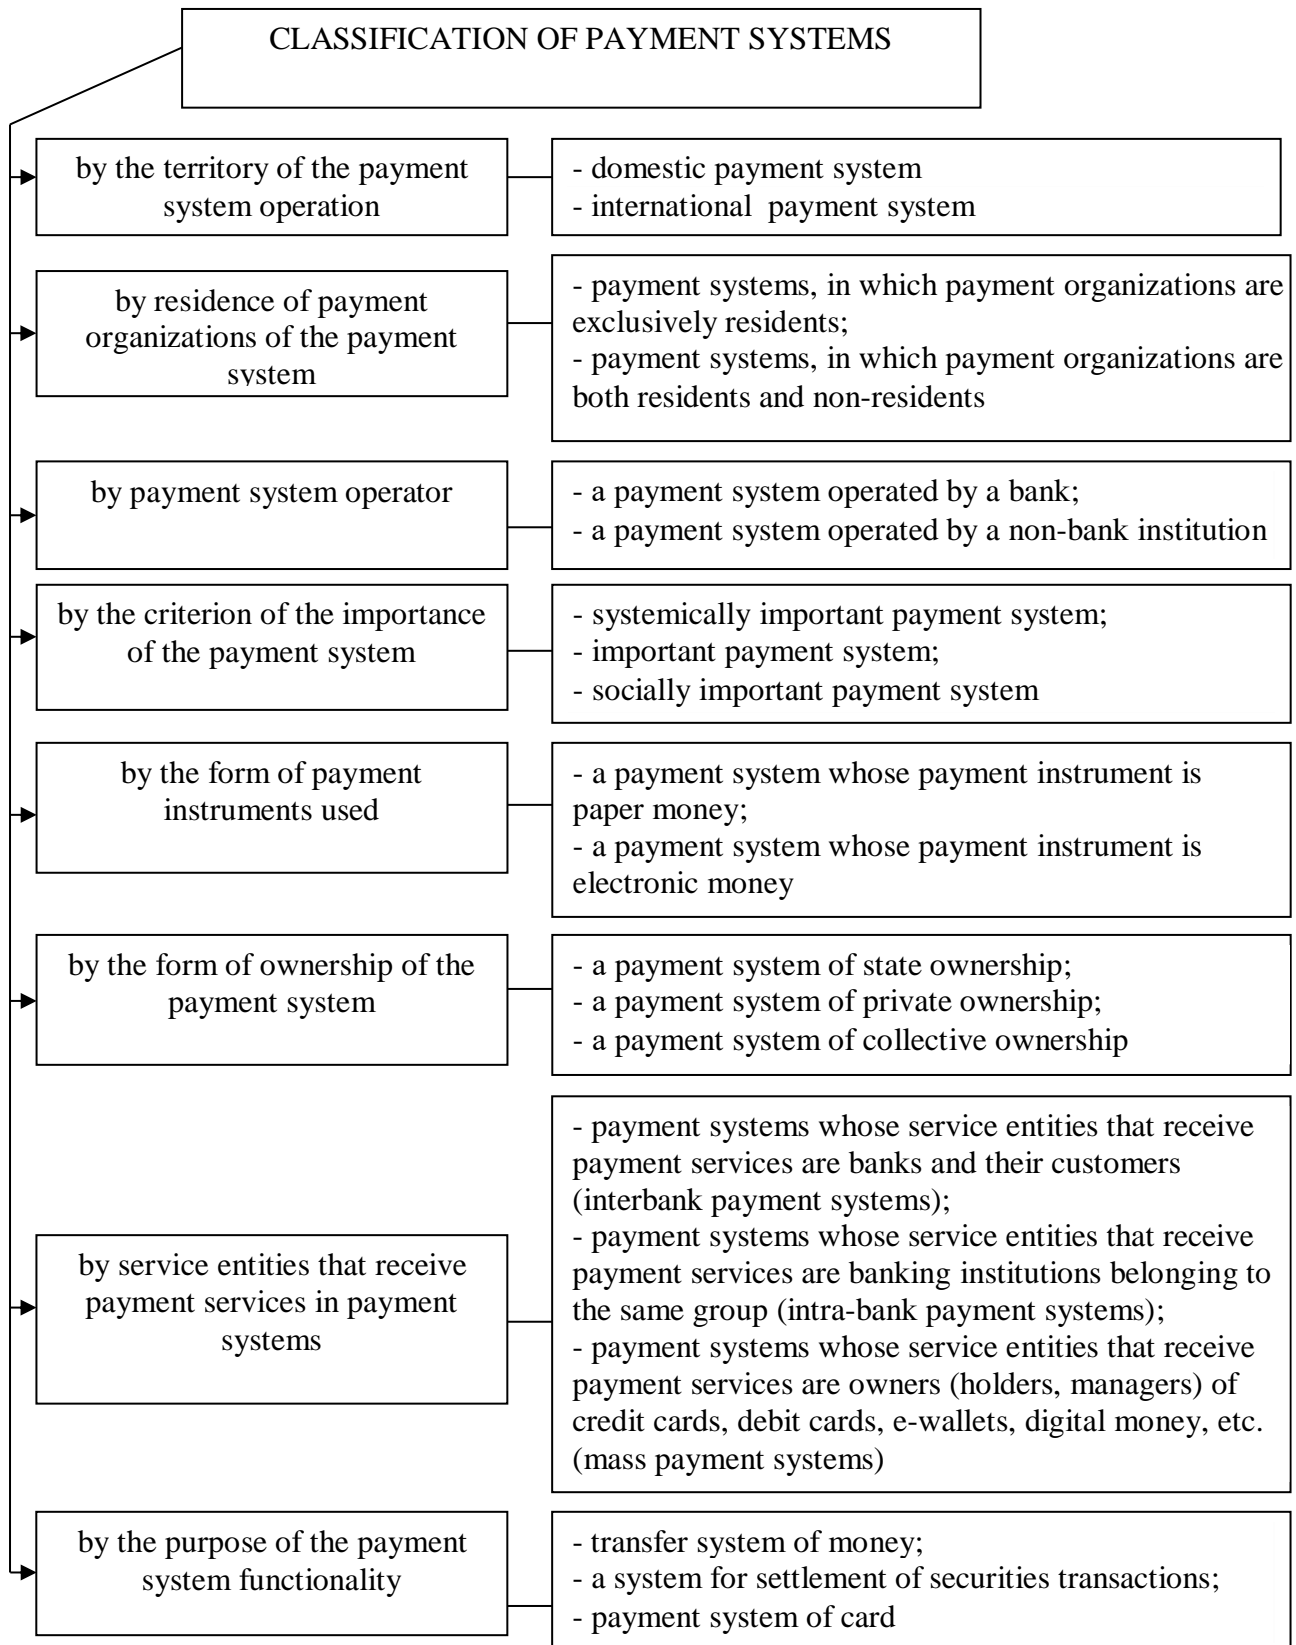 CLASSIFICATION OF PAYMENT SYSTEMS
by the territory of the payment
system operation
- domestic payment system
- international  payment system
by residence of payment
organizations of the payment
system
- payment systems, in which payment organizations are
exclusively residents;
- payment systems, in which payment organizations are
both residents and non-residents
by payment system operator
- a payment system operated by a bank;
- a payment system operated by a non-bank institution
by the criterion of the importance
of the payment system
- systemically important payment system;
- important payment system;
- socially important payment system
by the form of payment
instruments used
- a payment system whose payment instrument is
paper money;
- a payment system whose payment instrument is
electronic money
by the form of ownership of the
payment system
- a payment system of state ownership;
- a payment system of private ownership;
- a payment system of collective ownership
by service entities that receive
payment services in payment
systems
- payment systems whose service entities that receive
payment services are banks and their customers
(interbank payment systems);
- payment systems whose service entities that receive
payment services are banking institutions belonging to
the same group (intra-bank payment systems);
- payment systems whose service entities that receive
payment services are owners (holders, managers) of
credit cards, debit cards, e-wallets, digital money, etc.
(mass payment systems)
by the purpose of the payment
system functionality
- transfer system of money;
- a system for settlement of securities transactions;
- payment system of card